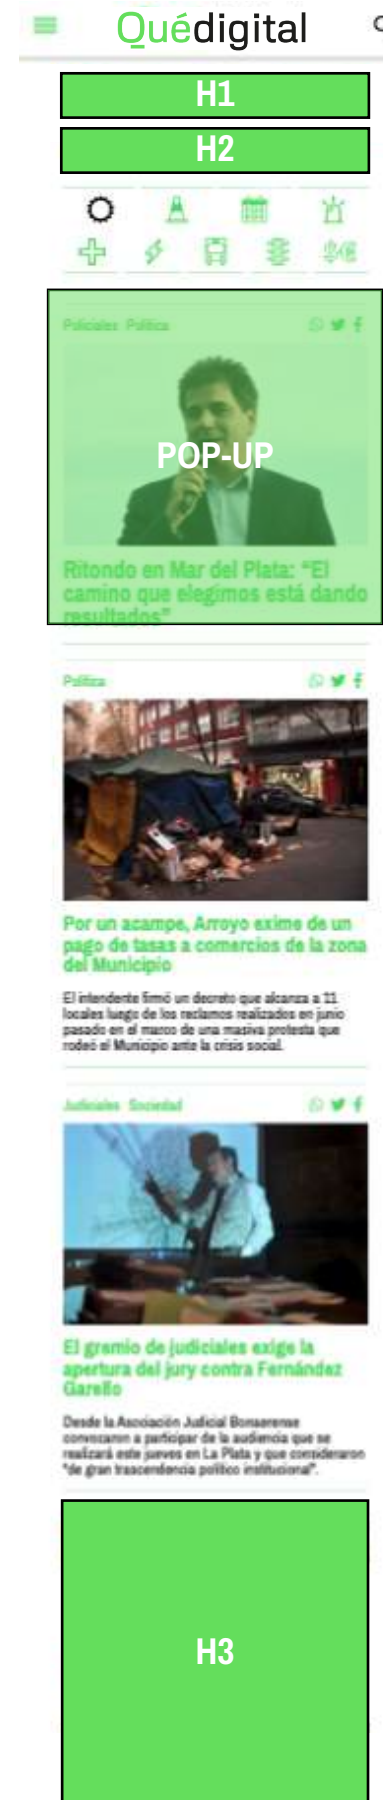 Quédigital
H1
H2
Policiales Política
POP-UP
Ritondo en Mar del Plata: “El
camino que elegimos está dando
resultados”
Política
Por un acampe, Arroyo exime de un
pago de tasas a comercios de la zona
del Municipio
El intendente firmó un decreto que alcanza a 11
locales luego de los reclamos realizados en junio
pasado en el marco de una masiva protesta que
rodeó el Municipio ante la crisis social.
Judiciales Sociedad
El gremio de judiciales exige la
apertura del jury contra Fernández
Garello
Desde la Asociación Judicial Bonaerense
convocaron a participar de la audiencia que se
realizará este jueves en La Plata y que consideraron
"de gran trascendencia político institucional".
H3